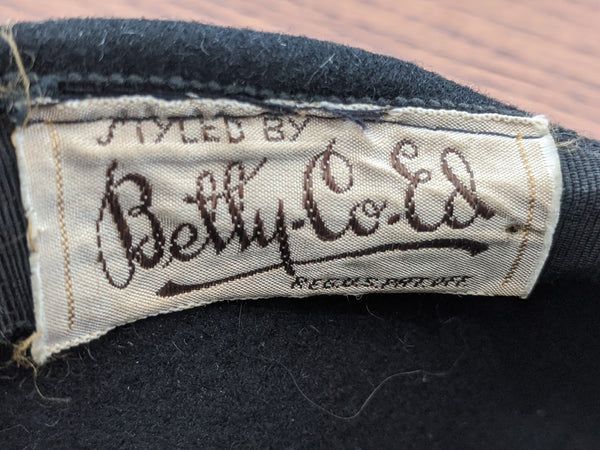 STYLED BY
Betty-Co-Ed
REG.U.S.PAT.OFF.